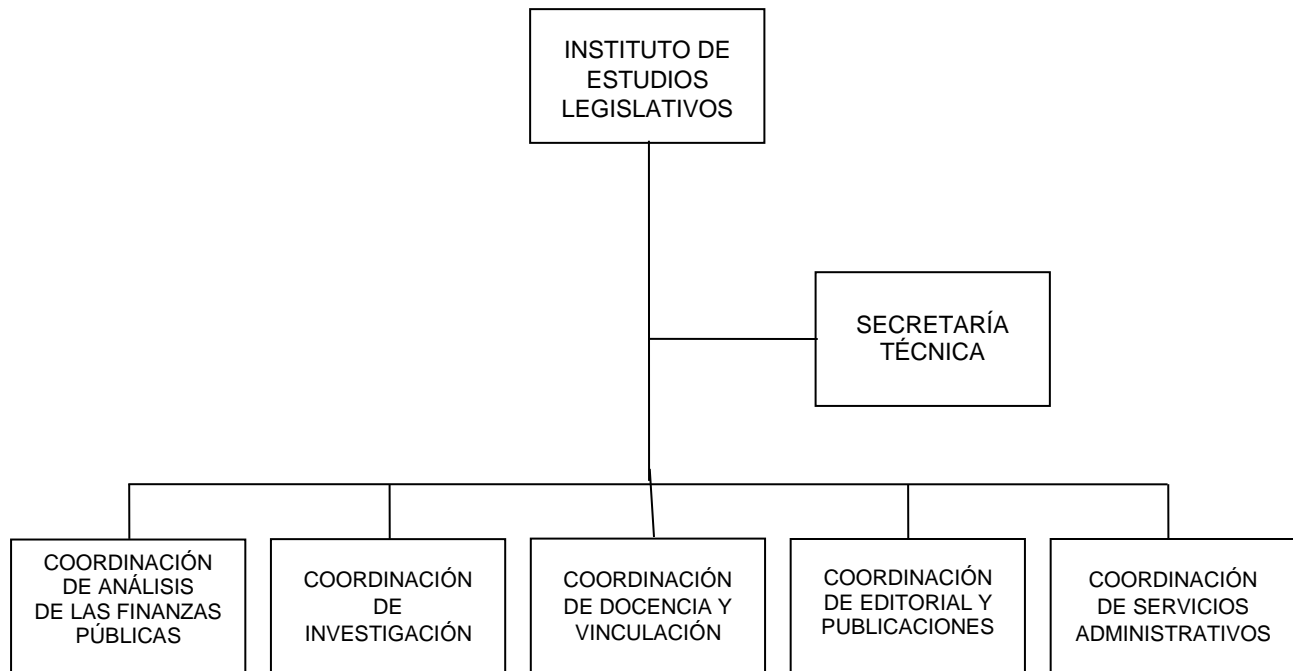 INSTITUTO DE
ESTUDIOS
LEGISLATIVOS
SECRETARÍA
TÉCNICA
COORDINACIÓN
DE ANÁLISIS
DE LAS FINANZAS
PÚBLICAS
COORDINACIÓN
DE
INVESTIGACIÓN
COORDINACIÓN
DE DOCENCIA Y
VINCULACIÓN
COORDINACIÓN
DE EDITORIAL Y
PUBLICACIONES
COORDINACIÓN
DE SERVICIOS
ADMINISTRATIVOS